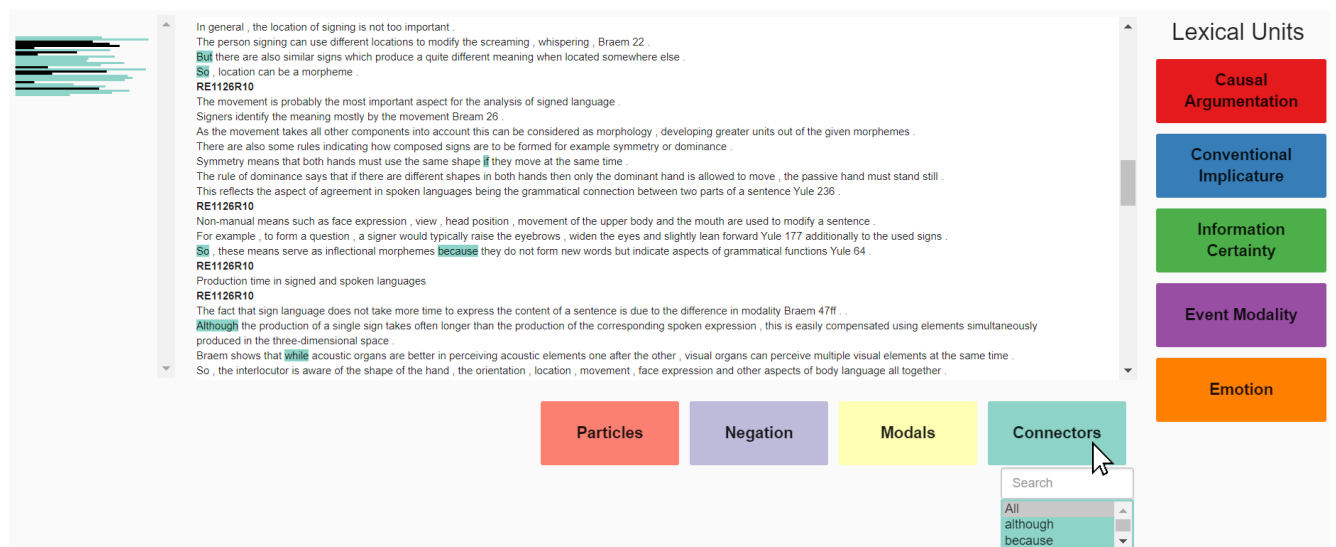 In general , the location of signing is not too important .
The person signing can use different locations to modify the screaming , whispering , Braem 22 .
But there are also similar signs which produce a quite different meaning when located somewhere else .
So , location can be a morpheme .
RE1126R10
The movement is probably the most important aspect for the analysis of signed language .
Signers identify the meaning mostly by the movement Bream 26 .
As the movement takes all other components into account this can be considered as morphology , developing greater units out of the given morphemes .
There are also some rules indicating how composed signs are to be formed for example symmetry or dominance .
Symmetry means that both hands must use the same shape if they move at the same time .
The rule of dominance says that if there are different shapes in both hands then only the dominant hand is allowed to move , the passive hand must stand still .
This reflects the aspect of agreement in spoken languages being the grammatical connection between two parts of a sentence Yule 236 .
RE1126R10
Non-manual means such as face expression , view , head position , movement of the upper body and the mouth are used to modify a sentence .
For example , to form a question , a signer would typically raise the eyebrows , widen the eyes and slightly lean forward Yule 177 additionally to the used signs .
So , these means serve as inflectional morphemes because they do not form new words but indicate aspects of grammatical functions Yule 64 .
RE1126R10
Production time in signed and spoken languages
RE1126R10
The fact that sign language does not take more time to express the content of a sentence is due to the difference in modality Braem 47ff . .
Although the production of a single sign takes often longer than the production of the corresponding spoken expression , this is easily compensated using elements simultaneously
produced in the three-dimensional space .
Braem shows that while acoustic organs are better in perceiving acoustic elements one after the other , visual organs can perceive multiple visual elements at the same time .
So , the interlocutor is aware of the shape of the hand , the orientation , location , movement , face expression and other aspects of body language all together .
Lexical Units
Causal
Argumentation
Conventional
Implicature
Information
Certainty
Event Modality
Emotion
Particles
Negation
Modals
Connectors
Search
All
although
because